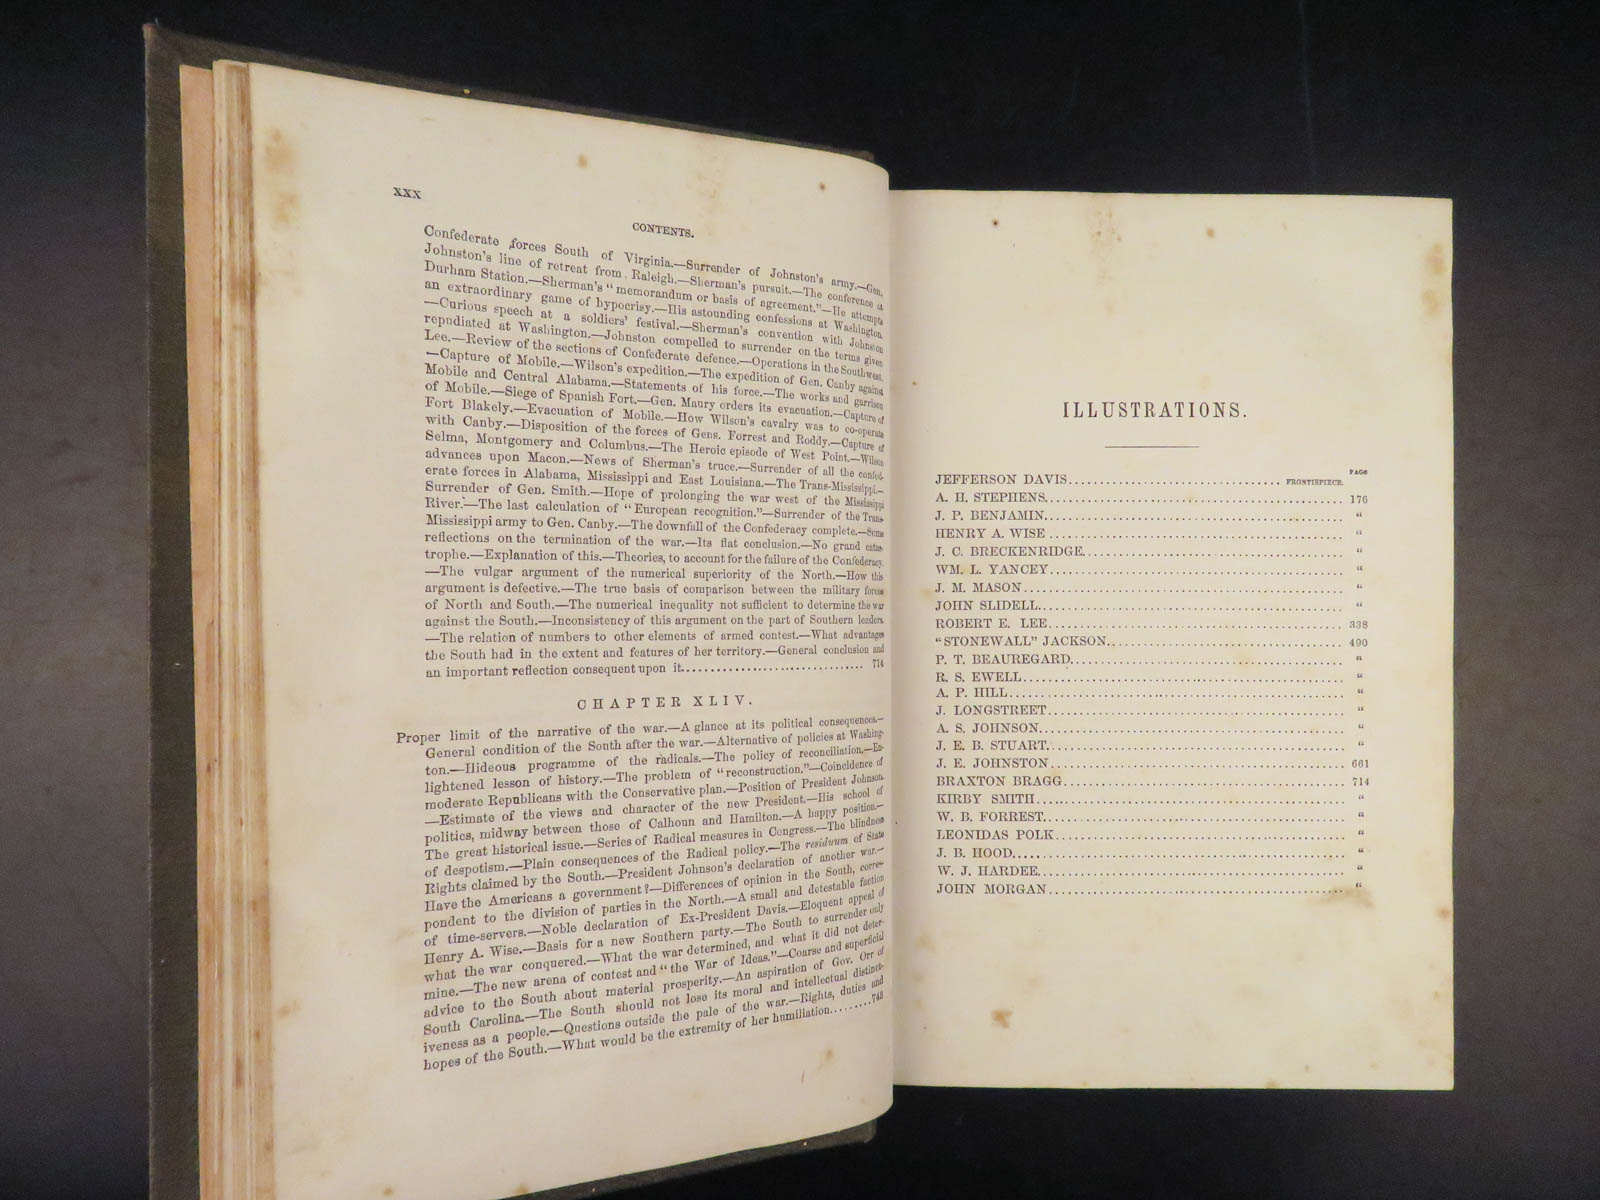 xxx
CONTENTS.
Confederate forces South of Virginia.—Surrender of Johnston's army.—Gen.
Johnston's line of retreat from Raleigh.—Sherman's pursuit.—The conference at
Durham Station.—Sherman's "memorandum or basis of agreement."—He attempts
an extraordinary game of hypocrisy.—His astounding confessions at Washington.
—Curious speech at a soldiers' festival.—Sherman's convention with Johnston
repudiated at Washington.—Johnston compelled to surrender on the terms given
Lee.—Review of the sections of Confederate defence.—Operations in the Southwest.
—Capture of Mobile.—Wilson's expedition.—The expedition of Gen. Canby against
Mobile and Central Alabama.—Statements of his force.—The works and garrison
of Mobile.—Siege of Spanish Fort.—Gen. Maury orders its evacuation.—Capture of
Fort Blakely.—Evacuation of Mobile.—How Wilson's cavalry was to co-operate
with Canby.—Disposition of the forces of Gens. Forrest and Roddy.—Capture of
Selma, Montgomery and Columbus.—The Heroic episode of West Point.—Wilson
advances upon Macon.—News of Sherman's truce.—Surrender of all the confed-
erate forces in Alabama, Mississippi and East Louisiana.—The Trans-Mississippi.—
Surrender of Gen. Smith.—Hope of prolonging the war west of the Mississippi
River.—The last calculation of "European recognition."—Surrender of the Trans-
Mississippi army to Gen. Canby.—The downfall of the Confederacy complete.—Some
reflections on the termination of the war.—Its flat conclusion.—No grand catas-
trophe.—Explanation of this.—Theories, to account for the failure of the Confederacy.
—The vulgar argument of the numerical superiority of the North.—How this
argument is defective.—The true basis of comparison between the military forces
of North and South.—The numerical inequality not sufficient to determine the war
against the South.—Inconsistency of this argument on the part of Southern leaders.
—The relation of numbers to other elements of armed contest.—What advantages
the South had in the extent and features of her territory.—General conclusion and
an important reflection consequent upon it.............................. 714
CHAPTER XLIV.
Proper limit of the narrative of the war.—A glance at its political consequences.—
General condition of the South after the war.—Alternative of policies at Washing-
ton.—Hideous programme of the radicals.—The policy of reconciliation.—En-
lightened lesson of history.—The problem of "reconstruction."—Coincidence of
moderate Republicans with the Conservative plan.—Position of President Johnson.
—Estimate of the views and character of the new President.—His school of
politics, midway between those of Calhoun and Hamilton.—A happy position.—
The great historical issue.—Series of Radical measures in Congress.—The blindness
of despotism.—Plain consequences of the Radical policy.—The residuum of State
Rights claimed by the South.—President Johnson's declaration of another war.—
Have the Americans a government?—Differences of opinion in the South, corres-
pondent to the division of parties in the North.—A small and detestable faction
of time-servers.—Noble declaration of Ex-President Davis.—Eloquent appeal of
Henry A. Wise.—Basis for a new Southern party.—The South to surrender only
what the war conquered.—What the war determined, and what it did not deter-
mine.—The new arena of contest and "the War of Ideas."—Coarse and superficial
advice to the South about material prosperity.—An aspiration of Gov. Orr of
South Carolina.—The South should not lose its moral and intellectual distinct-
iveness as a people.—Questions outside the pale of the war.—Rights, duties and
hopes of the South.—What would be the extremity of her humiliation.........743
ILLUSTRATIONS.
PAGE
JEFFERSON DAVIS.............................. FRONTISPIECE.
A. H. STEPHENS.............................. 176
J. P. BENJAMIN.............................. "
HENRY A. WISE .............................. "
J. C. BRECKENRIDGE.............................. "
WM. L. YANCEY.............................. "
J. M. MASON.............................. "
JOHN SLIDELL.............................. "
ROBERT E. LEE.............................. 338
"STONEWALL" JACKSON.............................. 490
P. T. BEAUREGARD.............................. "
R. S. EWELL.............................. "
A. P. HILL.............................. "
J. LONGSTREET.............................. "
A. S. JOHNSON.............................. "
J. E. B. STUART.............................. "
J. E. JOHNSTON.............................. 661
BRAXTON BRAGG.............................. 714
KIRBY SMITH.............................. "
W. B. FORREST.............................. "
LEONIDAS POLK.............................. "
J. B. HOOD.............................. "
W. J. HARDEE.............................. "
JOHN MORGAN.............................. "